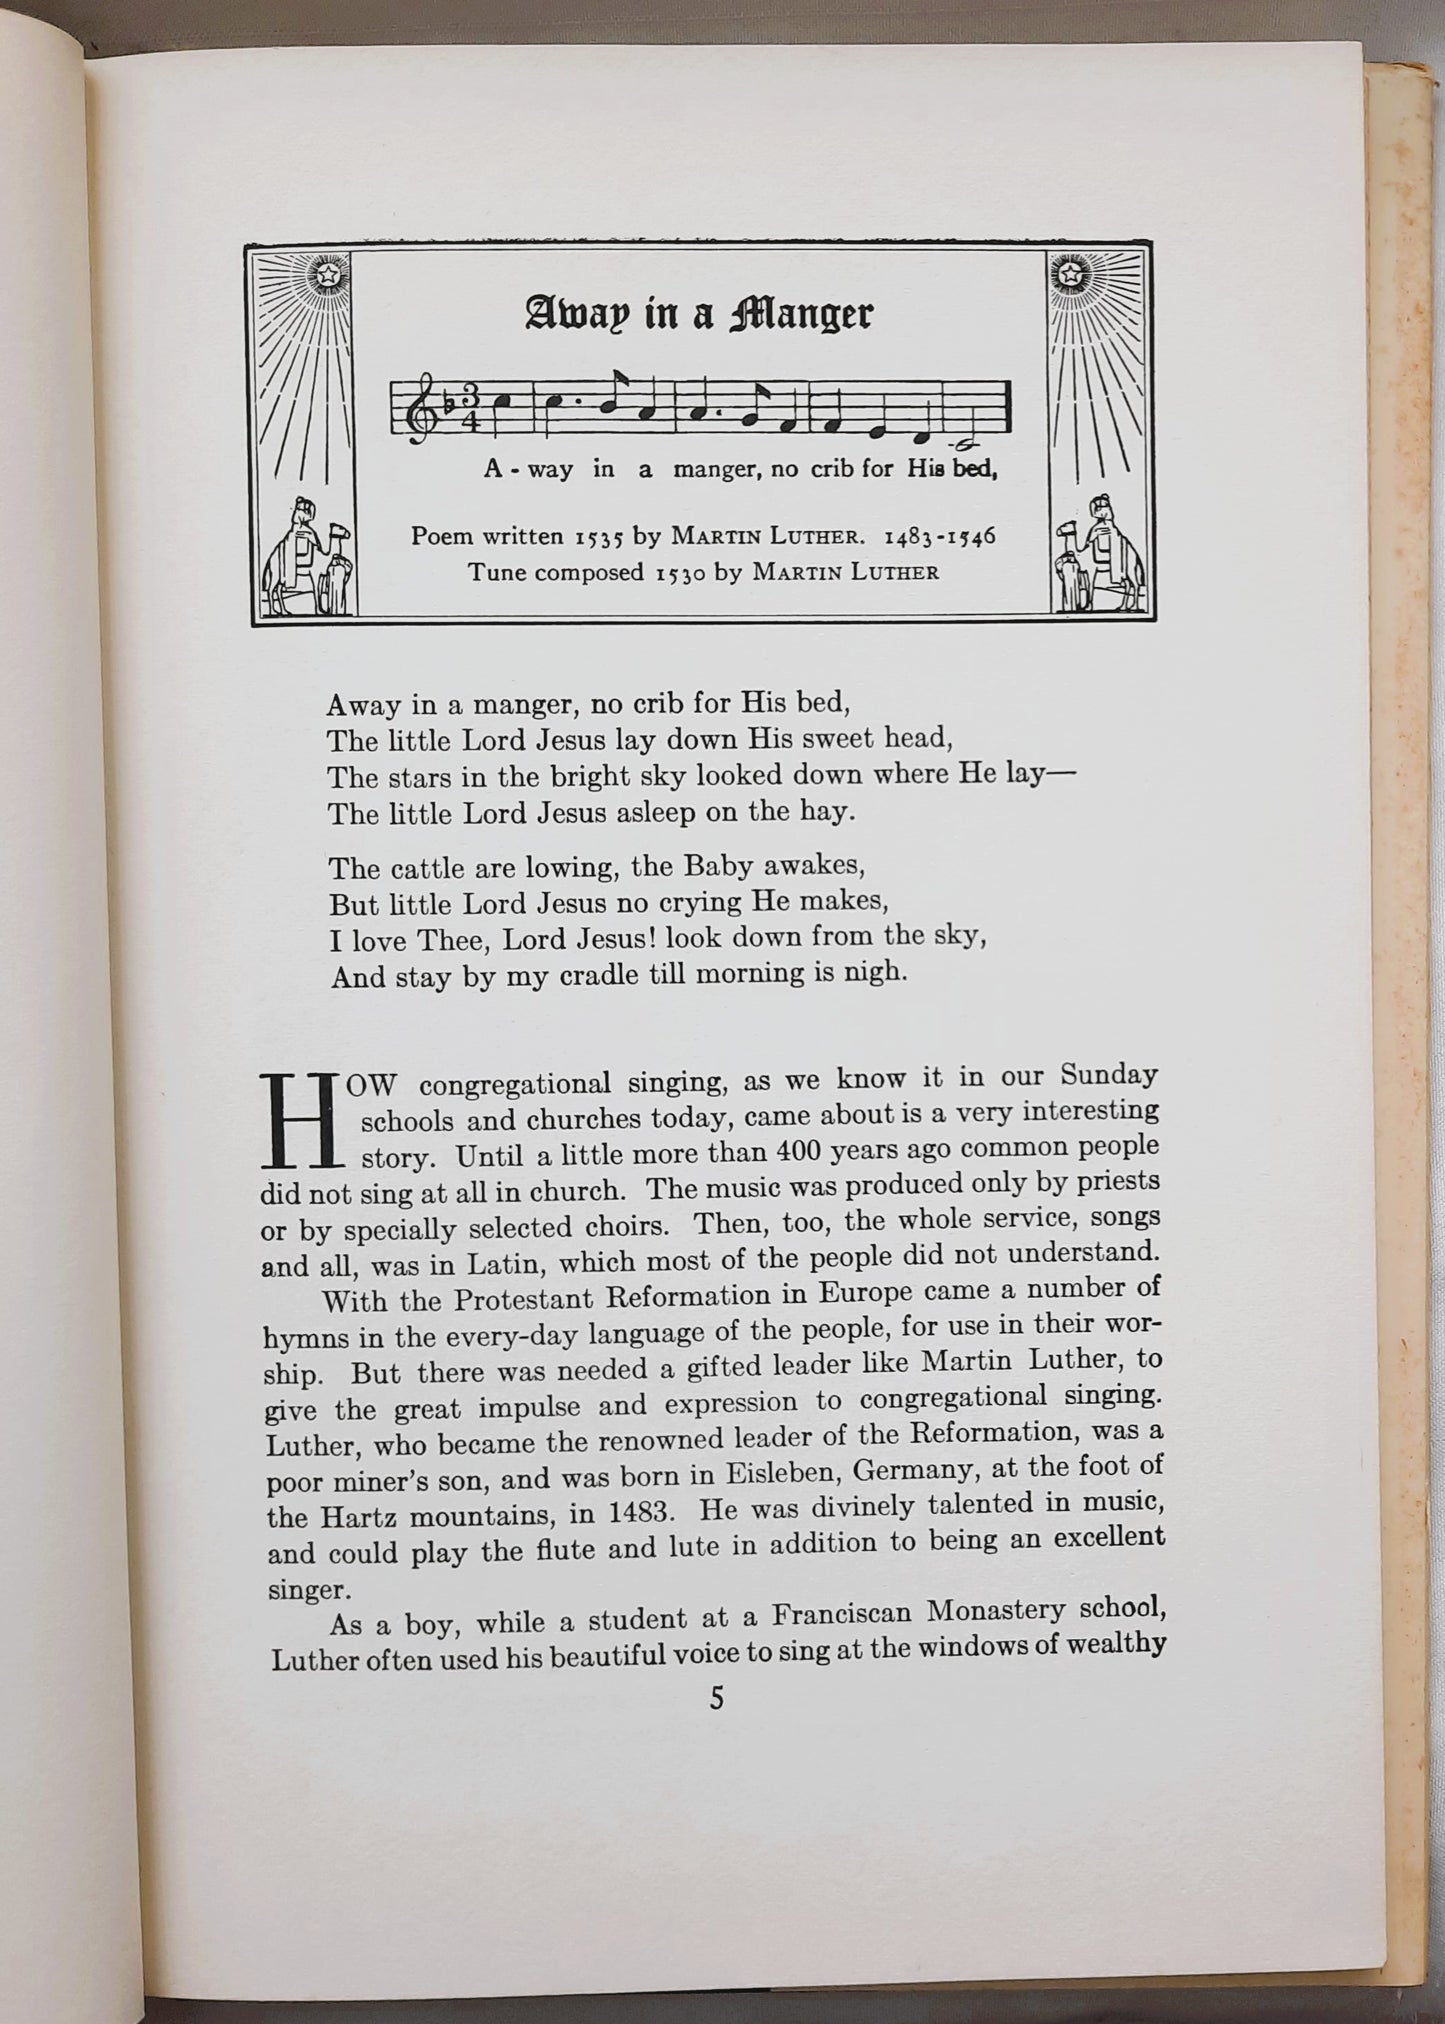 Away in a Manger
3
4
A - way in a manger, no crib for His bed,
Poem written 1535 by MARTIN LUTHER. 1483-1546
Tune composed 1530 by MARTIN LUTHER
Away in a manger, no crib for His bed,
The little Lord Jesus lay down His sweet head,
The stars in the bright sky looked down where He lay—
The little Lord Jesus asleep on the hay.
The cattle are lowing, the Baby awakes,
But little Lord Jesus no crying He makes,
I love Thee, Lord Jesus! look down from the sky,
And stay by my cradle till morning is nigh.
HOW congregational singing, as we know it in our Sunday
schools and churches today, came about is a very interesting
story. Until a little more than 400 years ago common people
did not sing at all in church. The music was produced only by priests
or by specially selected choirs. Then, too, the whole service, songs
and all, was in Latin, which most of the people did not understand.
With the Protestant Reformation in Europe came a number of
hymns in the every-day language of the people, for use in their wor-
ship. But there was needed a gifted leader like Martin Luther, to
give the great impulse and expression to congregational singing.
Luther, who became the renowned leader of the Reformation, was a
poor miner's son, and was born in Eisleben, Germany, at the foot of
the Hartz mountains, in 1483. He was divinely talented in music,
and could play the flute and lute in addition to being an excellent
singer.
As a boy, while a student at a Franciscan Monastery school,
Luther often used his beautiful voice to sing at the windows of wealthy
5